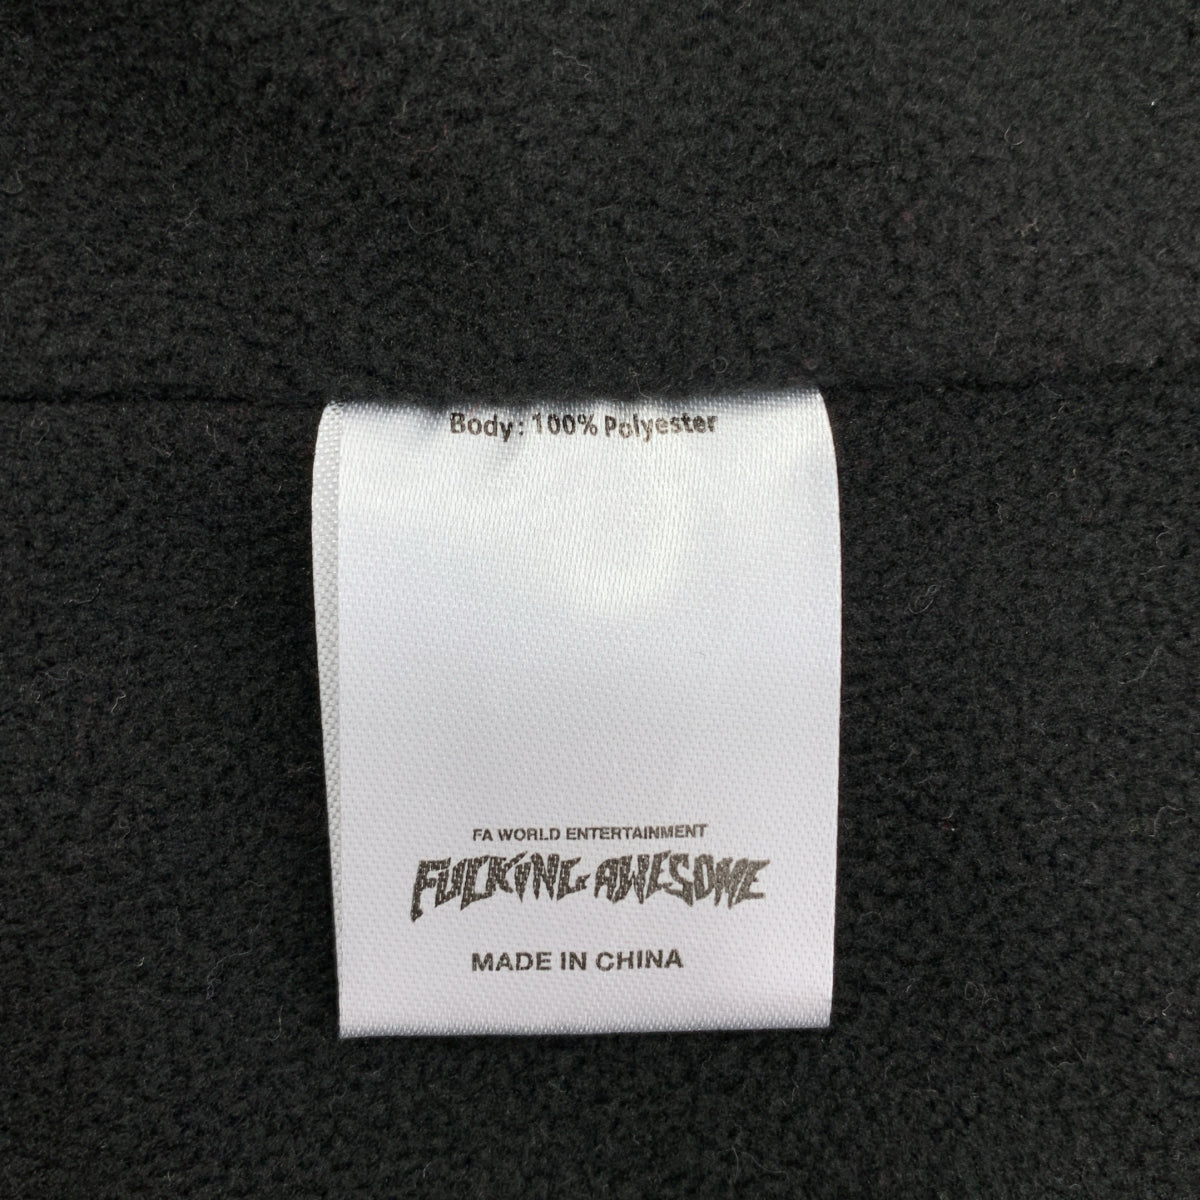 Body: 100% Polyester
FA WORLD ENTERTAINMENT
FUCKING AWESOME
MADE IN CHINA